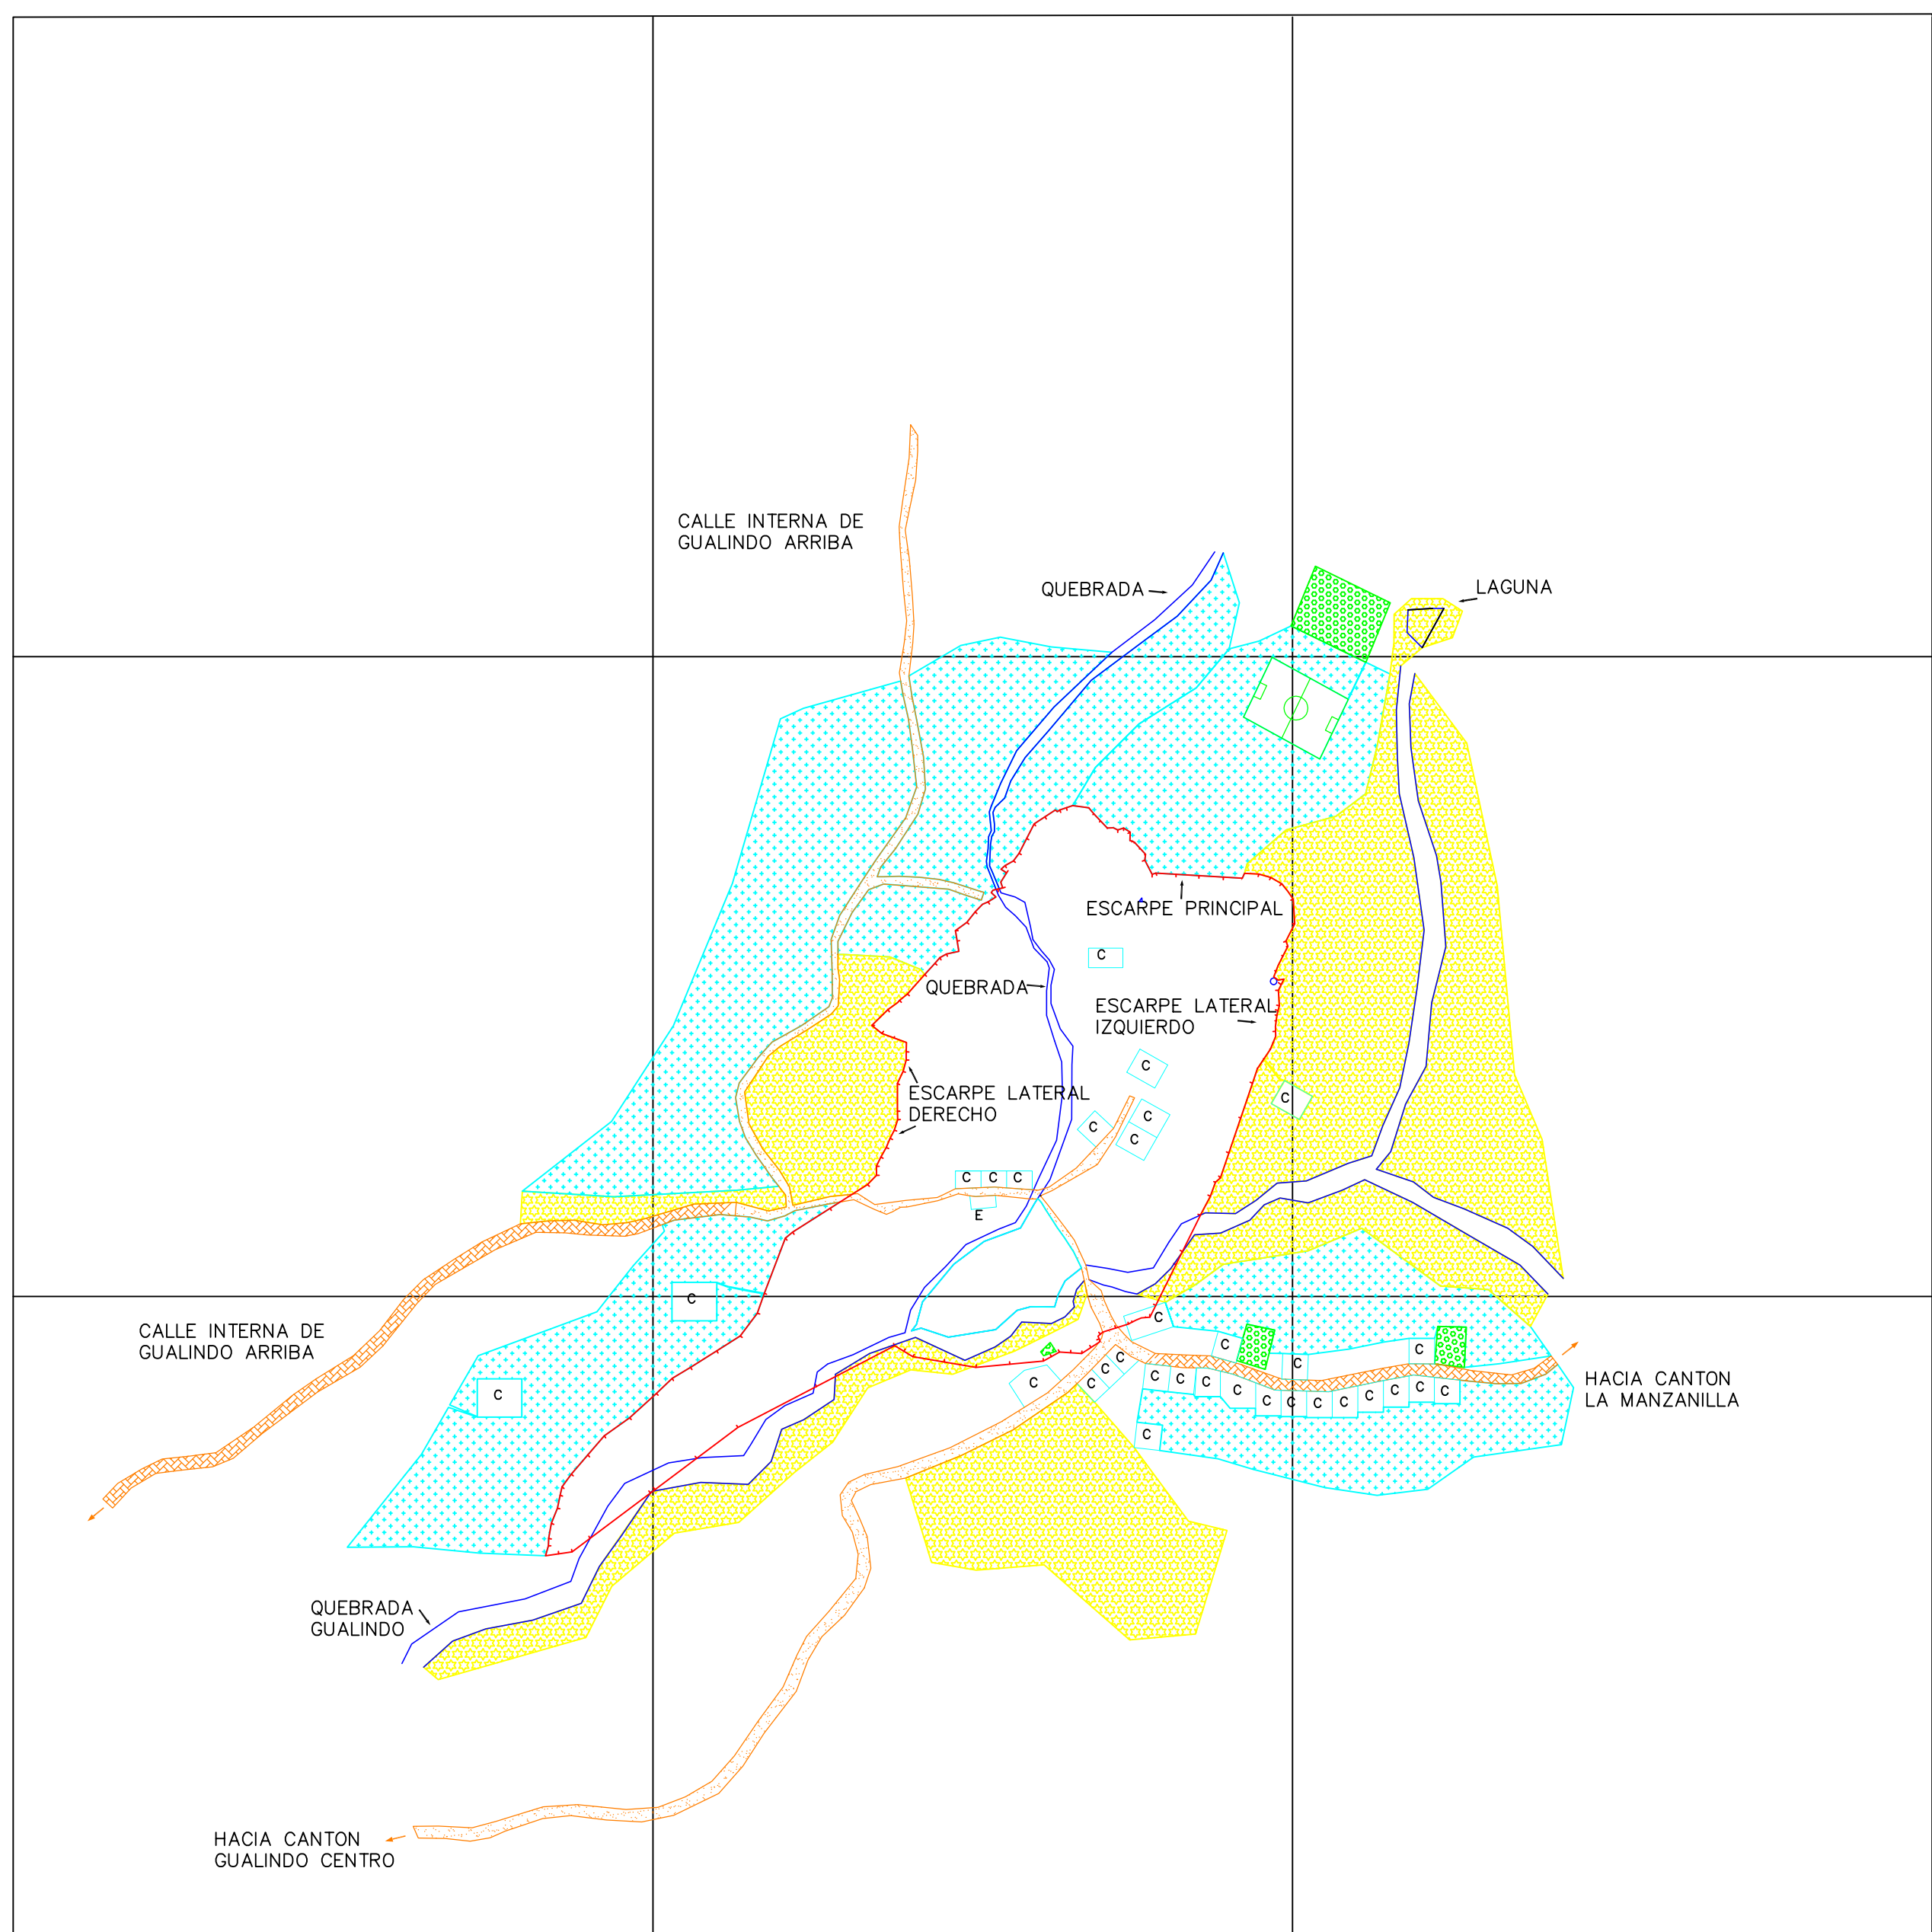 CALLE INTERNA DE
GUALINDO ARRIBA
QUEBRADA
LAGUNA
ESCARPE PRINCIPAL
C
QUEBRADA
ESCARPE LATERAL
IZQUIERDO
C
ESCARPE LATERAL
DERECHO
C
C
C
C
C
C
C
E
C
C
CALLE INTERNA DE
GUALINDO ARRIBA
C
C
C
C
C
C
C
HACIA CANTON
LA MANZANILLA
C
C
C
C
C
C
C
C
C
C
C
C
C
C
QUEBRADA
GUALINDO
HACIA CANTON
GUALINDO CENTRO